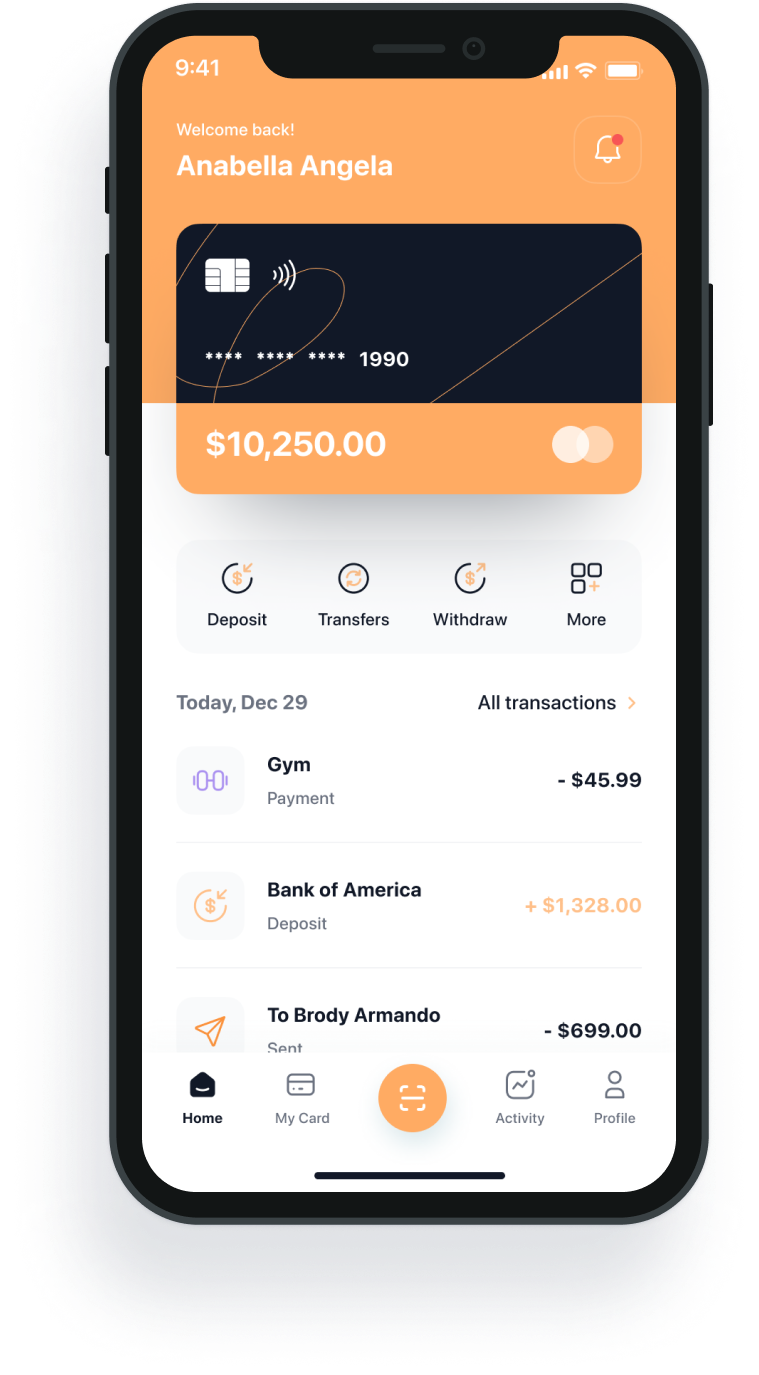 9:41
Welcome back!
Anabella Angela
**** **** **** 1990
$10,250.00
Deposit Transfers Withdraw More
Today, Dec 29 All transactions
Gym
- $45.99
Payment
Bank of America
+ $1,328.00
Deposit
To Brody Armando
- $699.00
Sent
Home My Card Activity Profile